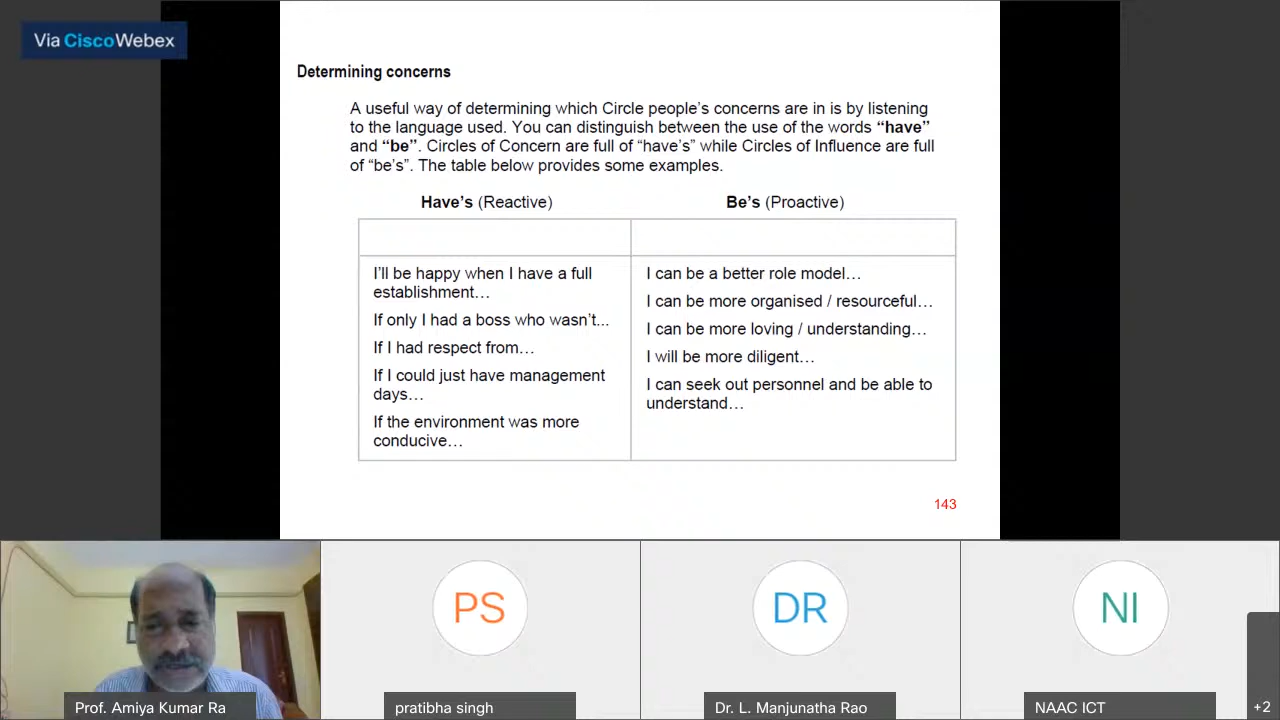 Via Cisco Webex
Determining concerns
A useful way of determining which Circle people's concerns are in is by listening
to the language used. You can distinguish between the use of the words “have”
and “be”. Circles of Concern are full of “have's” while Circles of Influence are full
of “be's”. The table below provides some examples.
Have's (Reactive)
Be's (Proactive)
I'll be happy when I have a full
establishment…
If only I had a boss who wasn't...
If I had respect from…
If I could just have management
days…
If the environment was more
conducive…
I can be a better role model…
I can be more organised / resourceful…
I can be more loving / understanding…
I will be more diligent…
I can seek out personnel and be able to
understand…
143
PS
DR
NI
Prof. Amiya Kumar Ra
pratibha singh
Dr. L. Manjunatha Rao
NAAC ICT
+2